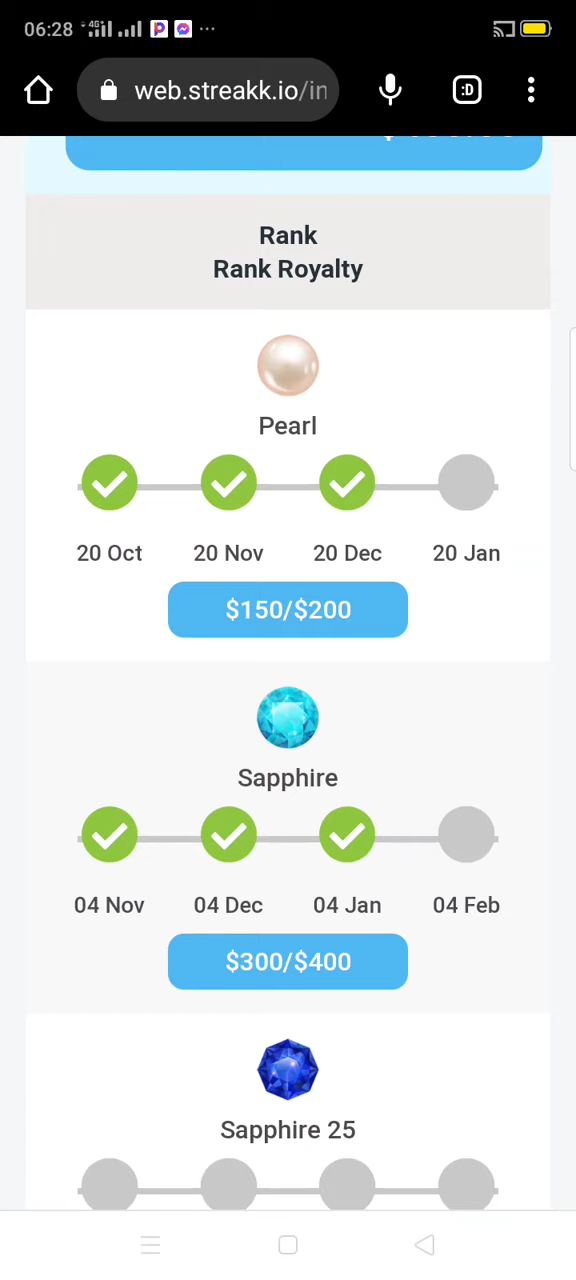 06:28 4G+
web.streakk.io/in
:D
Rank
Rank Royalty
Pearl
20 Oct 20 Nov 20 Dec 20 Jan
$150/$200
Sapphire
04 Nov 04 Dec 04 Jan 04 Feb
$300/$400
Sapphire 25